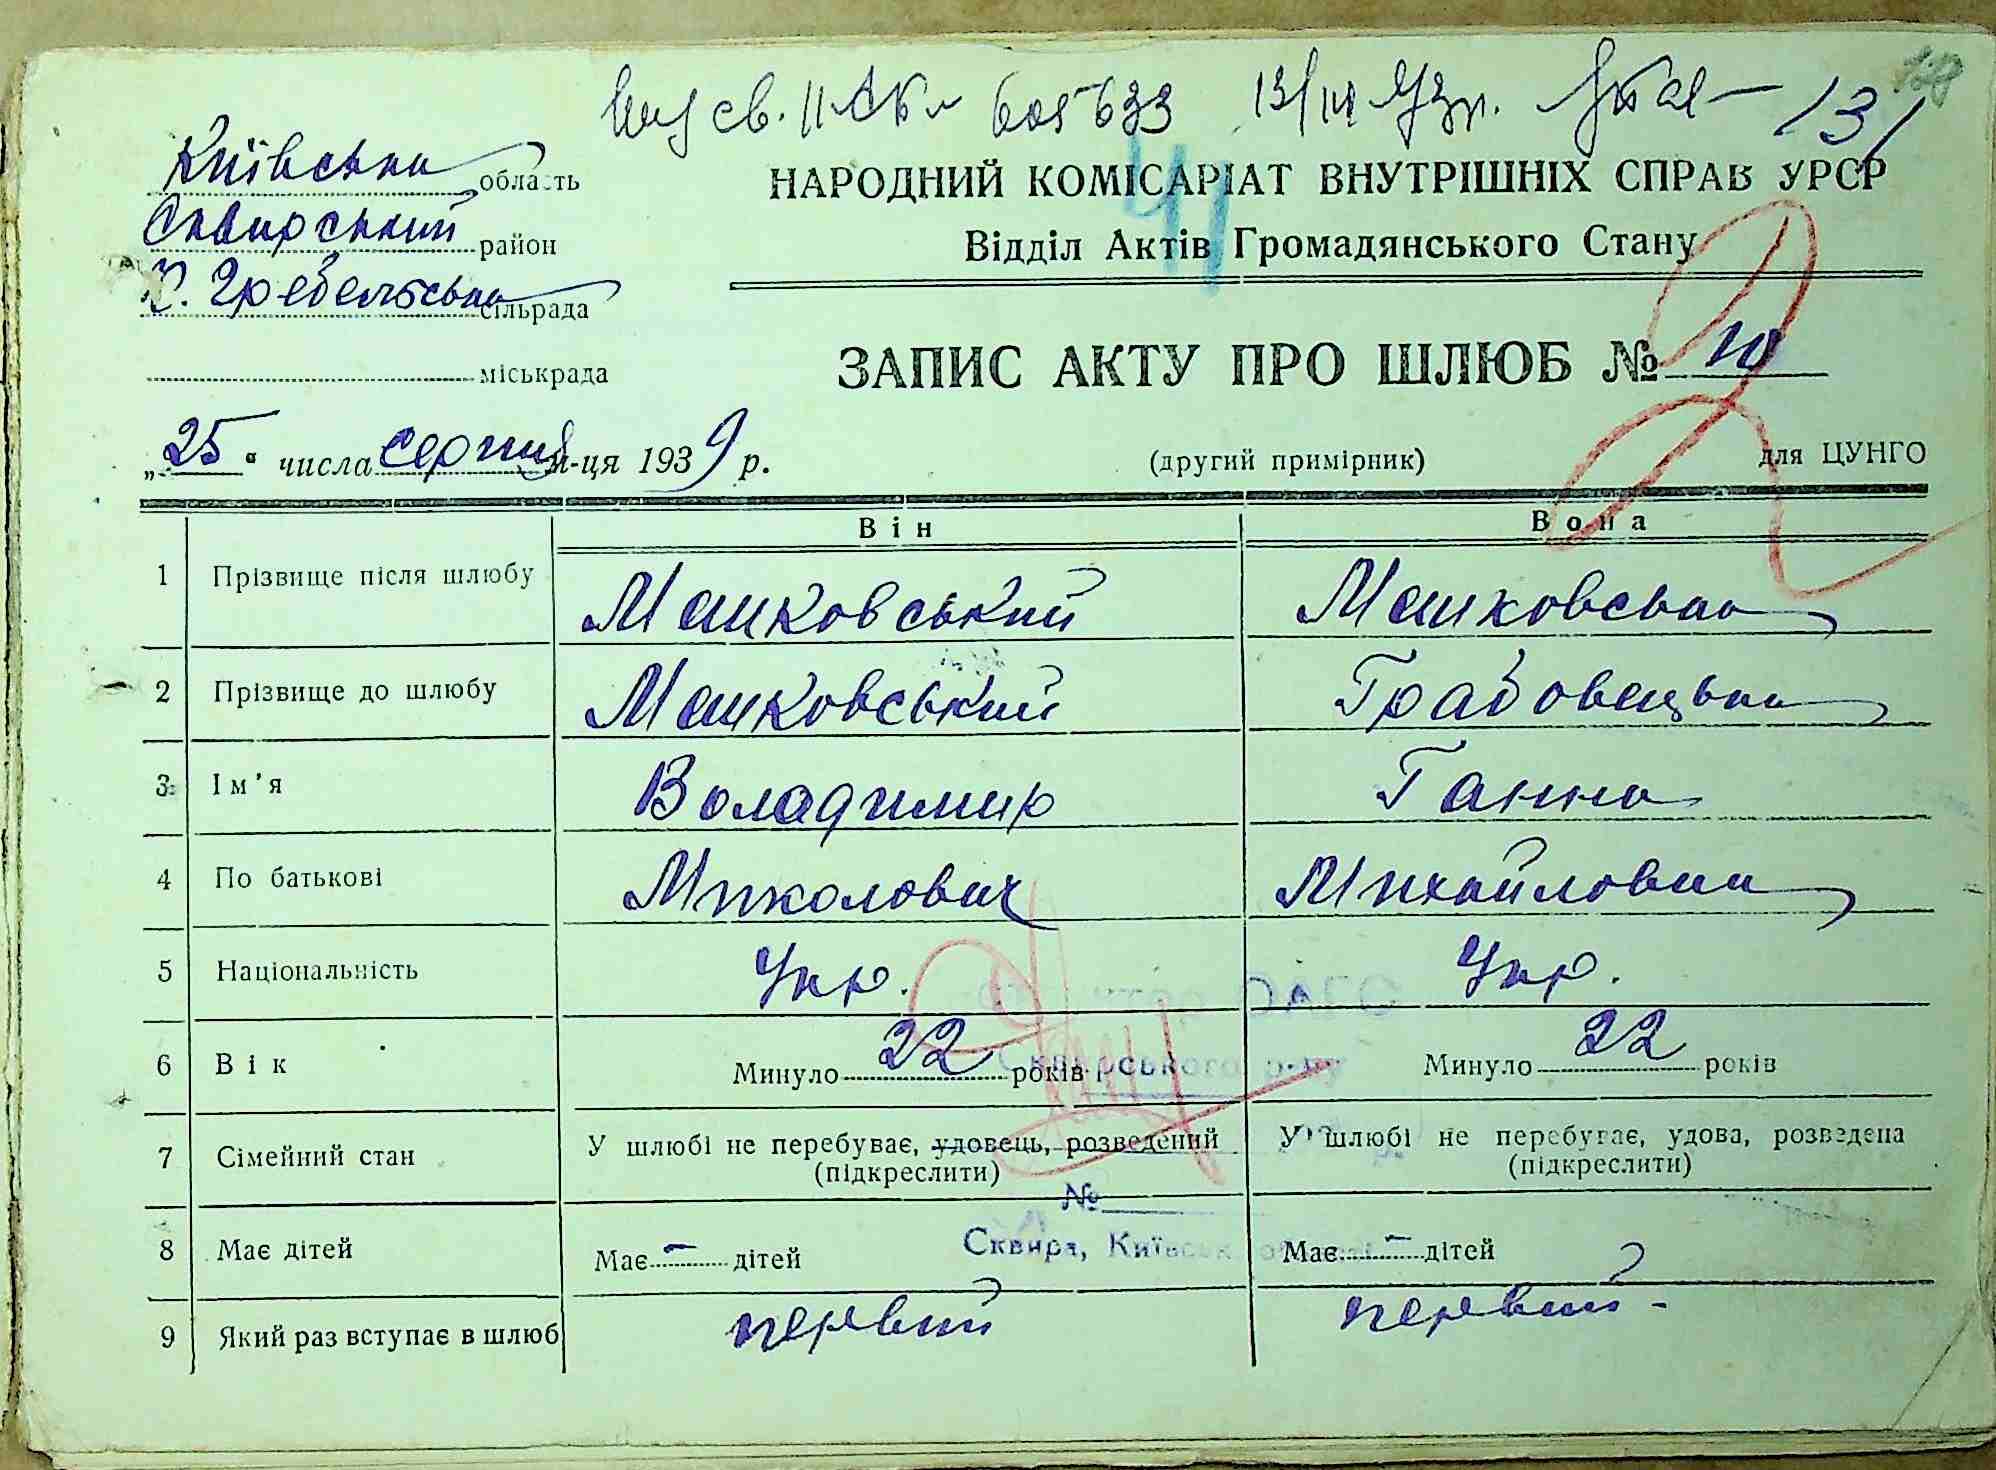 13/
Київська область
Сквирський район
Гребельська сільрада
міськрада
НАРОДНИЙ КОМІСАРІАТ ВНУТРІШНІХ СПРАВ УРСР
Відділ Актів Громадянського Стану
41
ЗАПИС АКТУ ПРО ШЛЮБ № 10
„25“ числа серпня м-ця 1939 р.
(другий примірник)
для ЦУНГО
Він
Вона
1 Прізвище після шлюбу Машковський Машковська
2 Прізвище до шлюбу Машковський Грабовецька
3 Ім'я Воладимир Ганна
4 По батькові Миколович Михайловна
5 Національність Укр. Укр.
6 Вік Минуло 22 років Минуло 22 років
7 Сімейний стан У шлюбі не перебуває, удовець, розведений (підкреслити) У шлюбі не перебуває, удова, розведена (підкреслити)
№
8 Має дітей Має - дітей Має - дітей
Сквира, Київськ
9 Який раз вступає в шлюб первий первий